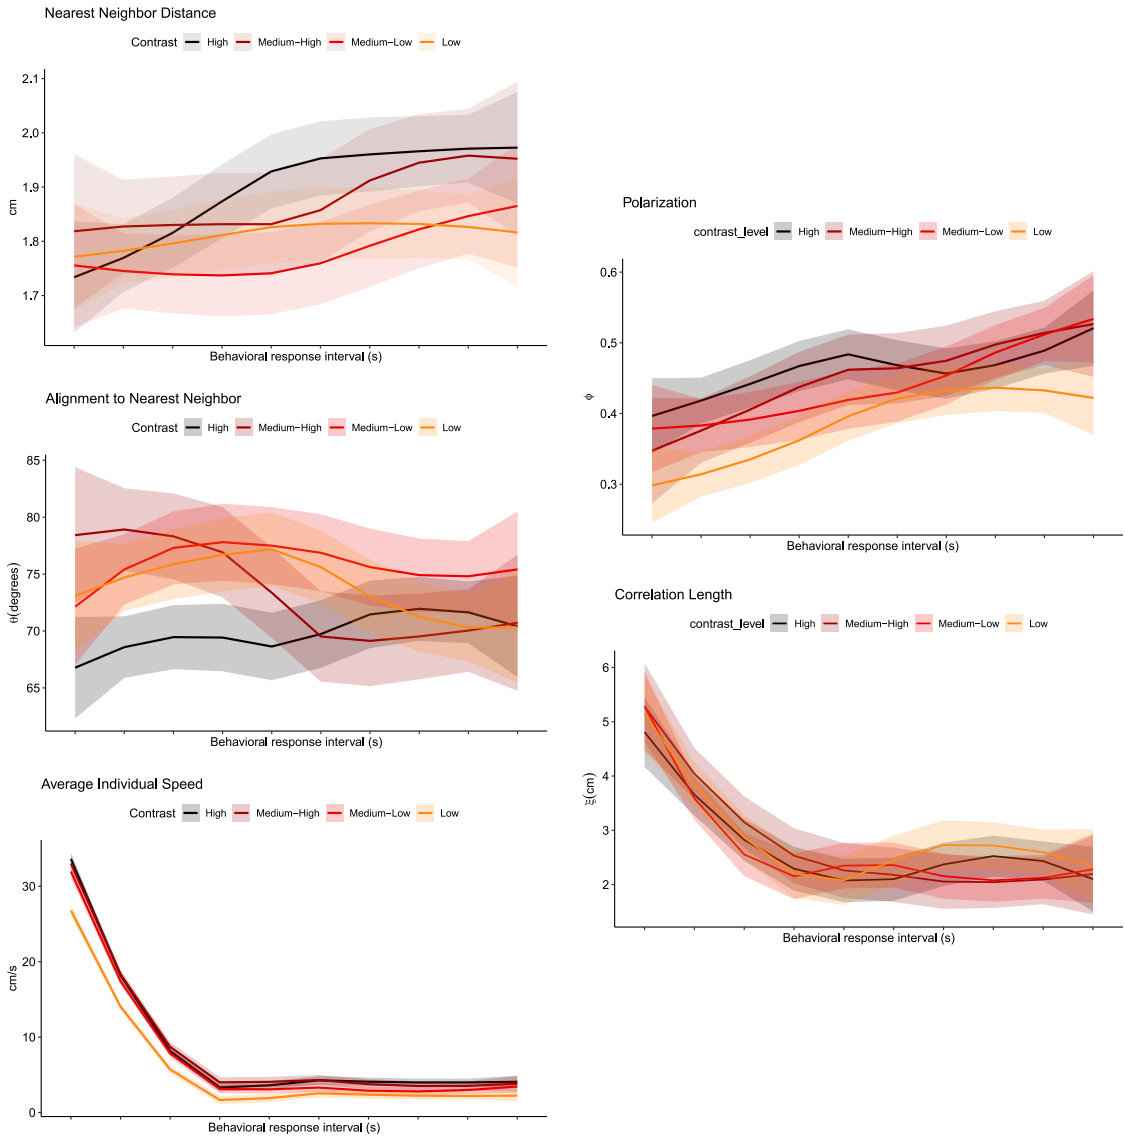 Nearest Neighbor Distance
Contrast High Medium−High Medium−Low Low
2.1
2.0
1.9
1.8
1.7
cm
Behavioral response interval (s)
Alignment to Nearest Neighbor
Contrast High Medium−High Medium−Low Low
85
80
75
70
65
θ(degrees)
Behavioral response interval (s)
Average Individual Speed
Contrast High Medium−High Medium−Low Low
30
20
10
0
cm/s
Behavioral response interval (s)
Polarization
contrast_level High Medium−High Medium−Low Low
0.6
0.5
0.4
0.3
φ
Behavioral response interval (s)
Correlation Length
contrast_level High Medium−High Medium−Low Low
6
5
4
3
2
ξ(cm)
Behavioral response interval (s)